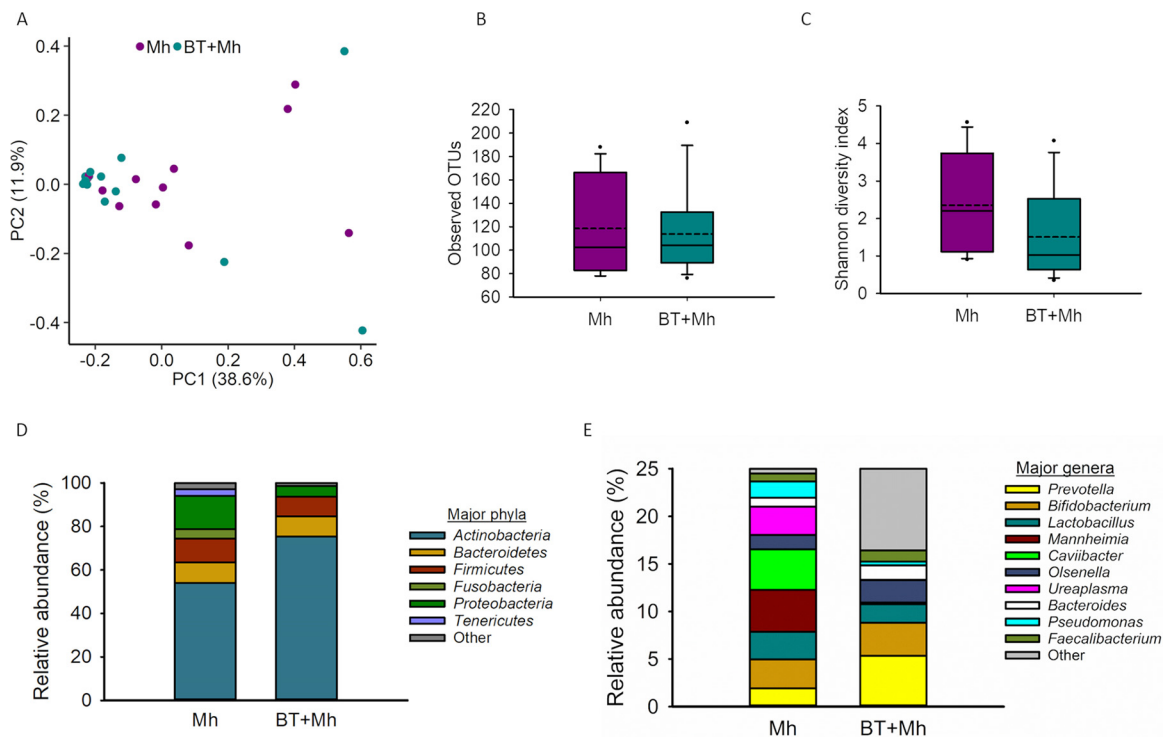 A
Mh BT+Mh
PC2 (11.9%)
0.4
0.2
0.0
-0.2
-0.4
-0.2 0.0 0.2 0.4 0.6
PC1 (38.6%)
B
Observed OTUs
220
200
180
160
140
120
100
80
60
Mh BT+Mh
C
Shannon diversity index
5
4
3
2
1
0
Mh BT+Mh
D
Relative abundance (%)
100
80
60
40
20
0
Mh BT+Mh
Major phyla
Actinobacteria
Bacteroidetes
Firmicutes
Fusobacteria
Proteobacteria
Tenericutes
Other
E
Relative abundance (%)
25
20
15
10
5
0
Mh BT+Mh
Major genera
Prevotella
Bifidobacterium
Lactobacillus
Mannheimia
Caviibacter
Olsenella
Ureaplasma
Bacteroides
Pseudomonas
Faecalibacterium
Other